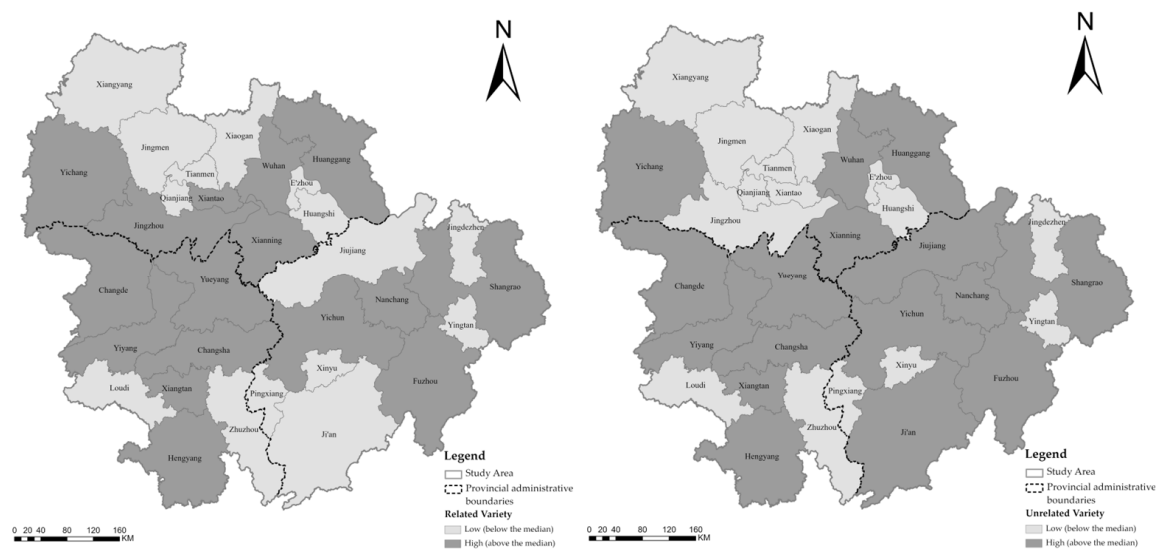 N
Xiangyang
Jingmen
Xiaogan
Yichang
Tianmen
Wuhan
Huanggang
E'zhou
Qianjiang
Xiantao
Huangshi
Jingzhou
Xianning
Jiujiang
Jingdezhen
Yueyang
Changde
Nanchang
Shangrao
Yichun
Yingtan
Yiyang
Changsha
Xinyu
Loudi
Xiangtan
Pingxiang
Fuzhou
Zhuzhou
Ji'an
Hengyang
Legend
Study Area
Provincial administrative
boundaries
Related Variety
Low (below the median)
High (above the median)
0 20 40 80 120 160
KM
N
Xiangyang
Jingmen
Xiaogan
Yichang
Tianmen
Wuhan
Huanggang
E'zhou
Qianjiang
Xiantao
Huangshi
Jingzhou
Xianning
Jiujiang
Jingdezhen
Yueyang
Changde
Nanchang
Shangrao
Yichun
Yingtan
Yiyang
Changsha
Xinyu
Loudi
Xiangtan
Pingxiang
Fuzhou
Zhuzhou
Ji'an
Hengyang
Legend
Study Area
Provincial administrative
boundaries
Unrelated Variety
Low (below the median)
High (above the median)
0 20 40 80 120 160
KM